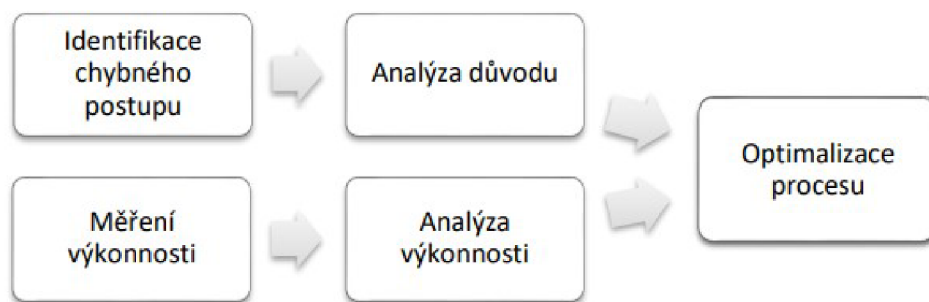 Identifikace
chybného
postupu
Analýza důvodu
Měření
výkonnosti
Analýza
výkonnosti
Optimalizace
procesu